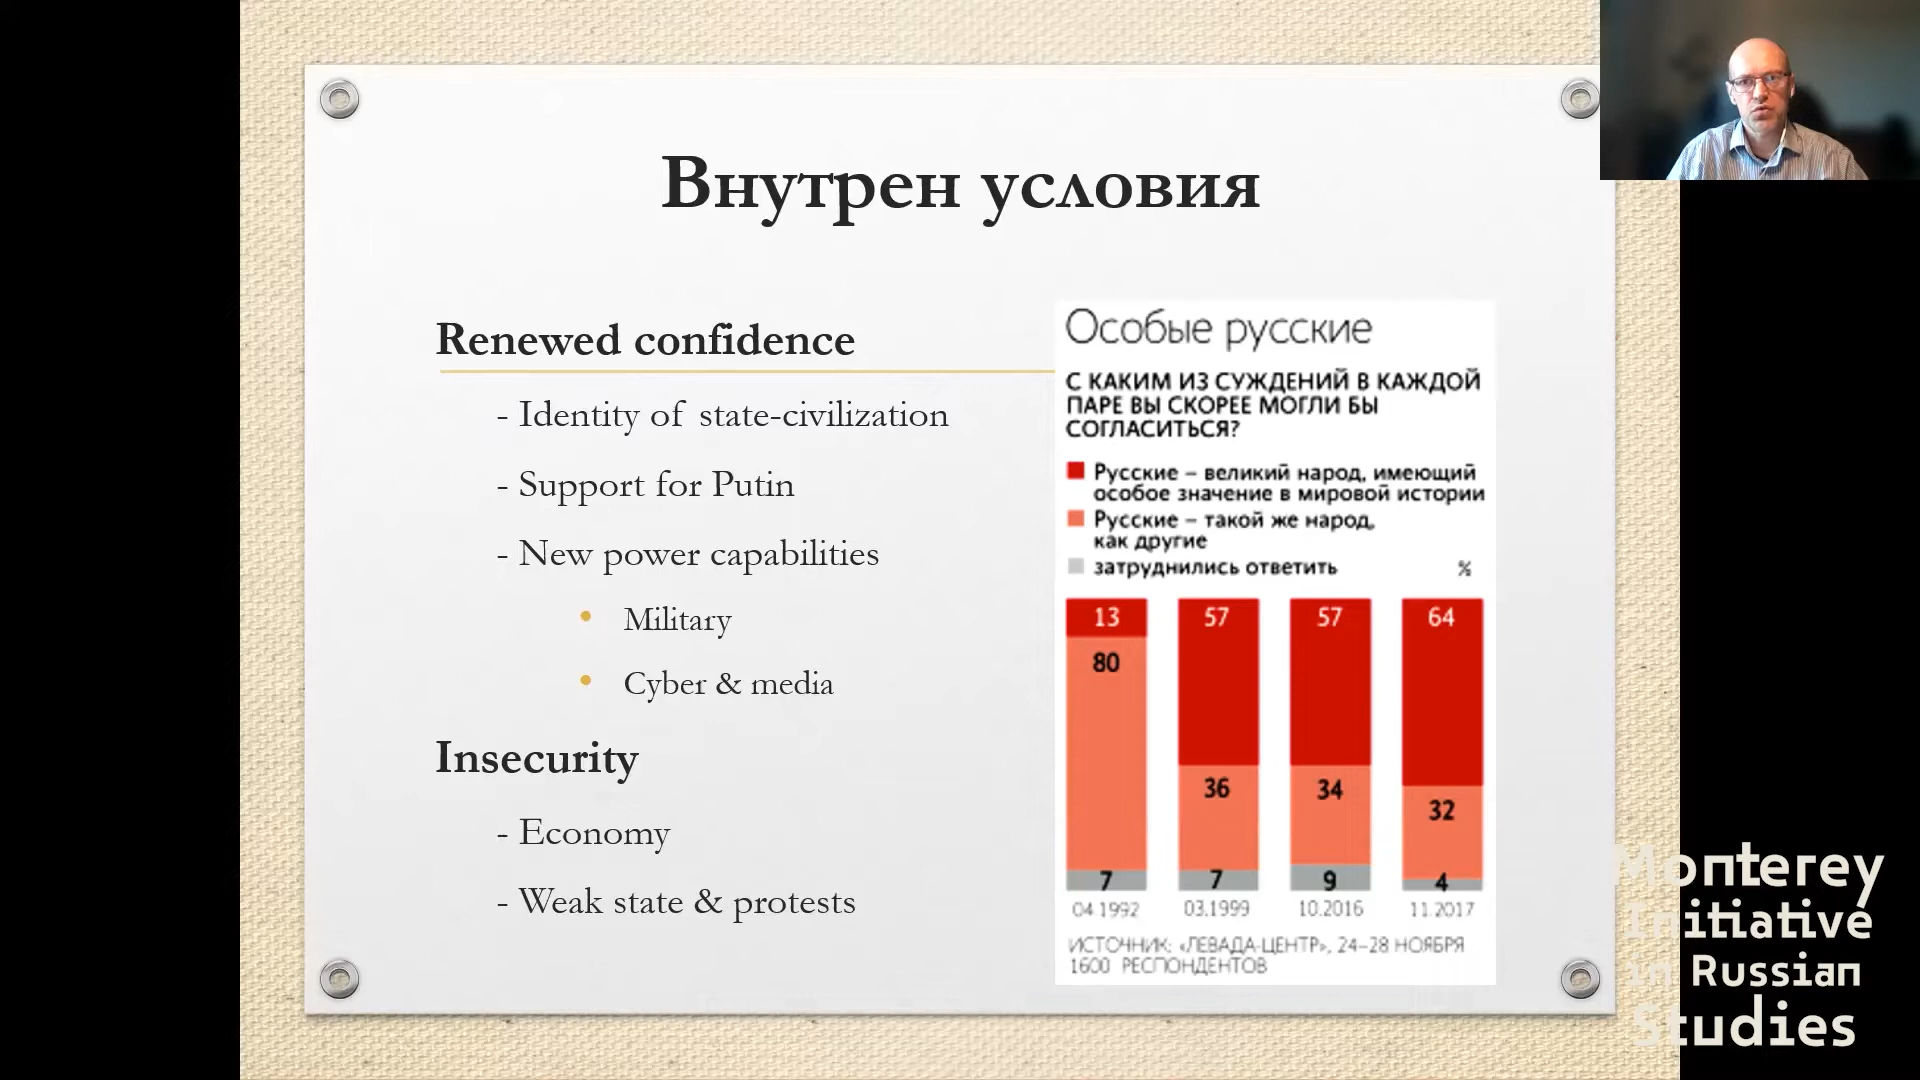 Внутрен условия
Renewed confidence
- Identity of state-civilization
- Support for Putin
- New power capabilities
• Military
• Cyber & media
Insecurity
- Economy
- Weak state & protests
Особые русские
С КАКИМ ИЗ СУЖДЕНИЙ В КАЖДОЙ
ПАРЕ ВЫ СКОРЕЕ МОГЛИ БЫ
СОГЛАСИТЬСЯ?
Русские – великий народ, имеющий
особое значение в мировой истории
Русские – такой же народ,
как другие
затруднились ответить %
13 57 57 64
80 36 34 32
7 7 9 4
04.1992 03.1999 10.2016 11.2017
ИСТОЧНИК: «ЛЕВАДА-ЦЕНТР», 24–28 НОЯБРЯ
1600 РЕСПОНДЕНТОВ
Monterey
Initiative
in Russian
Studies